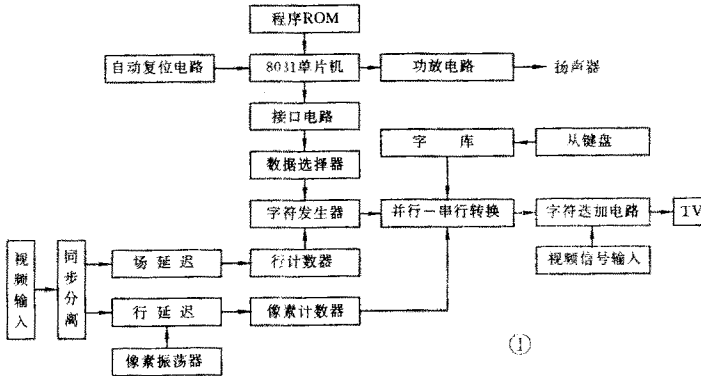 程序ROM
自动复位电路
8031单片机
功放电路
扬声器
接口电路
字 库
从键盘
数据选择器
字符发生器
并行－串行转换
字符迭加电路
TV
视频输入
同步分离
场 延 迟
行计数器
视频信号输入
行 延 迟
像素计数器
像素振荡器
①